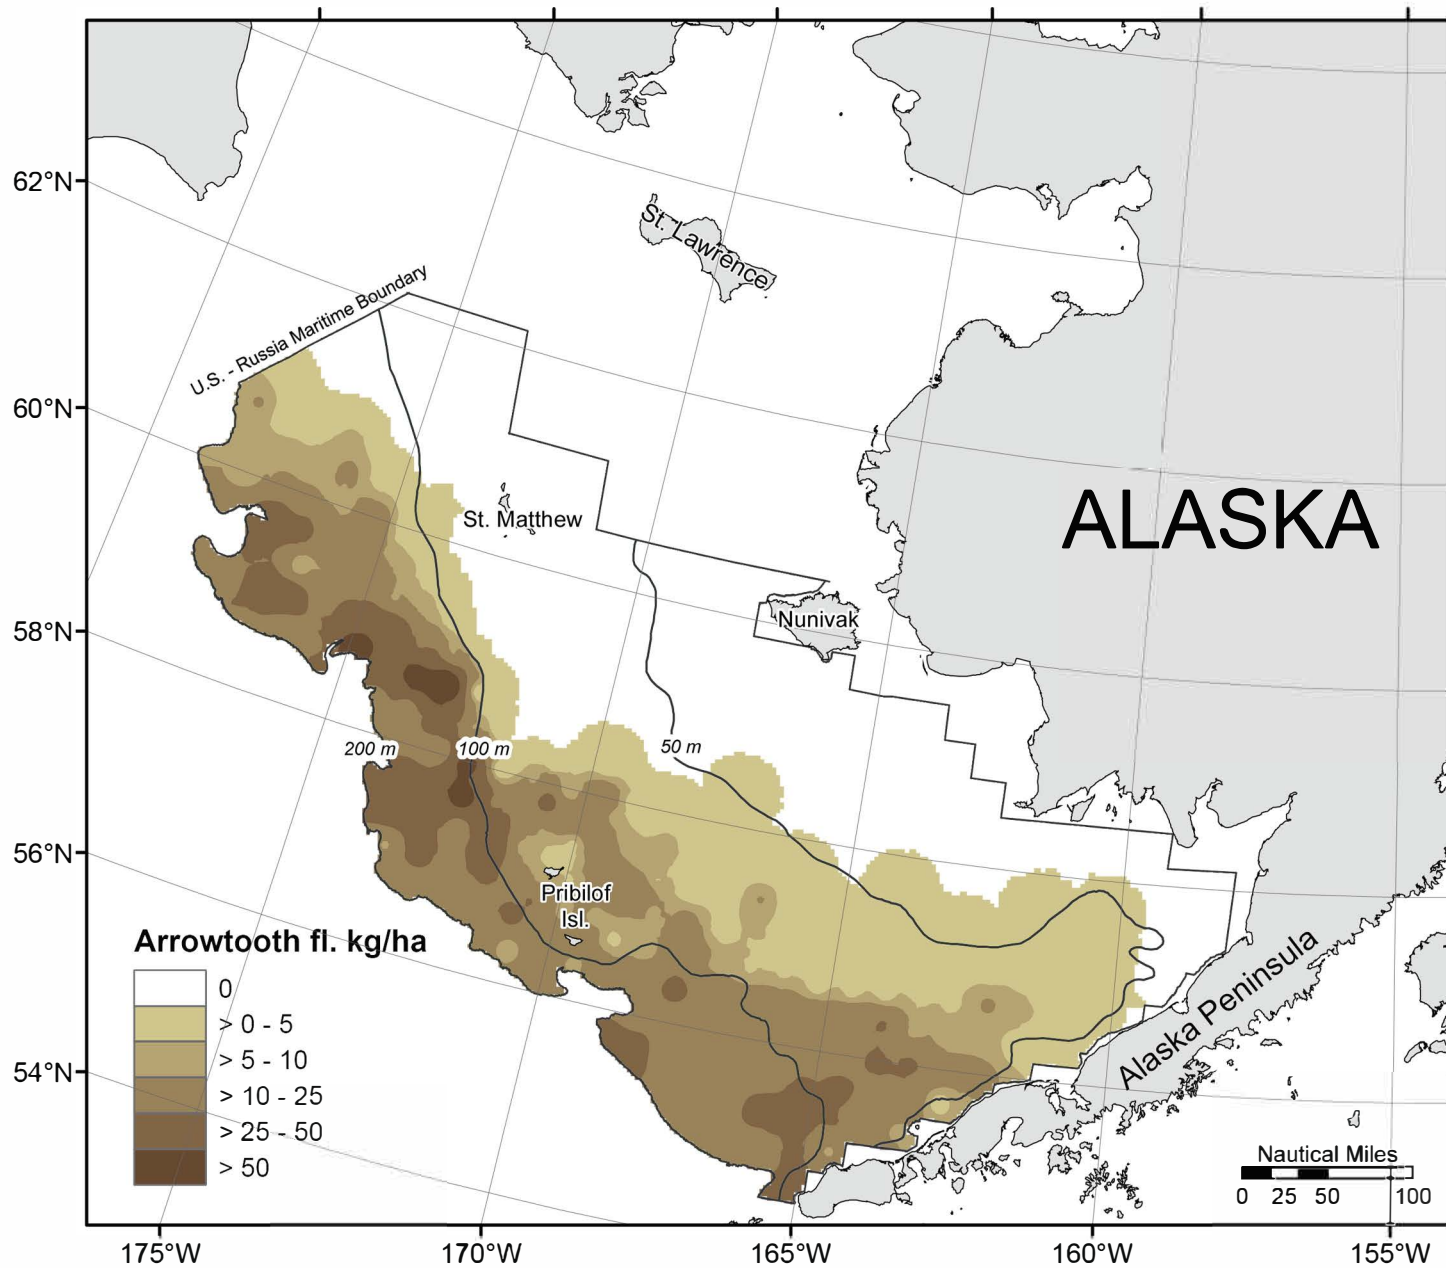 62°N
60°N
58°N
56°N
54°N
St. Lawrence
U.S. - Russia Maritime Boundary
St. Matthew
ALASKA
Nunivak
200 m
100 m
50 m
Pribilof
Isl.
Alaska Peninsula
Arrowtooth fl. kg/ha
0
> 0 - 5
> 5 - 10
> 10 - 25
> 25 - 50
> 50
Nautical Miles
0 25 50 100
175°W 170°W 165°W 160°W 155°W